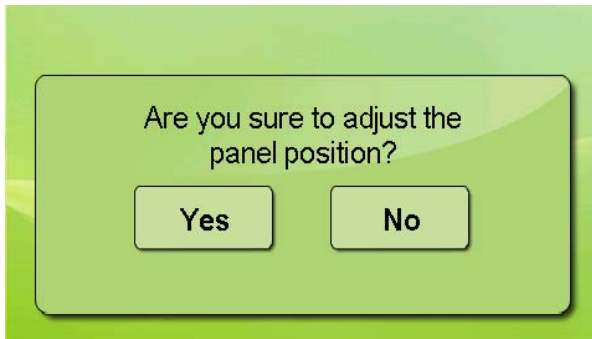 Are you sure to adjust the
panel position?
Yes No